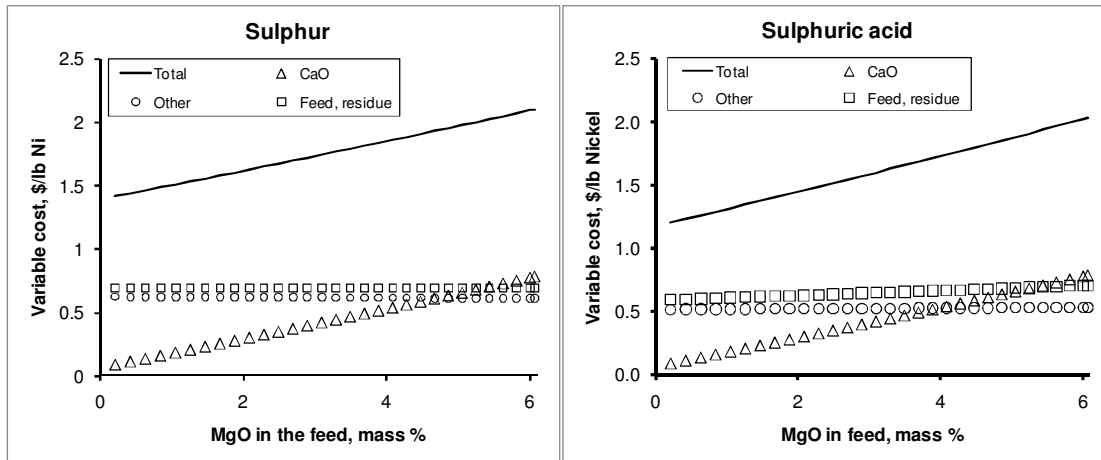 Sulphur
2.5
2.0
1.5
1
0.5
0
0
2
4
6
Variable cost, $/lb Ni
MgO in the feed, mass %
Total
CaO
Other
Feed, residue
Sulphuric acid
2.5
2.0
1.5
1.0
0.5
0.0
0
2
4
6
Variable cost, $/lb Nickel
MgO in feed, mass %
Total
CaO
Other
Feed, residue